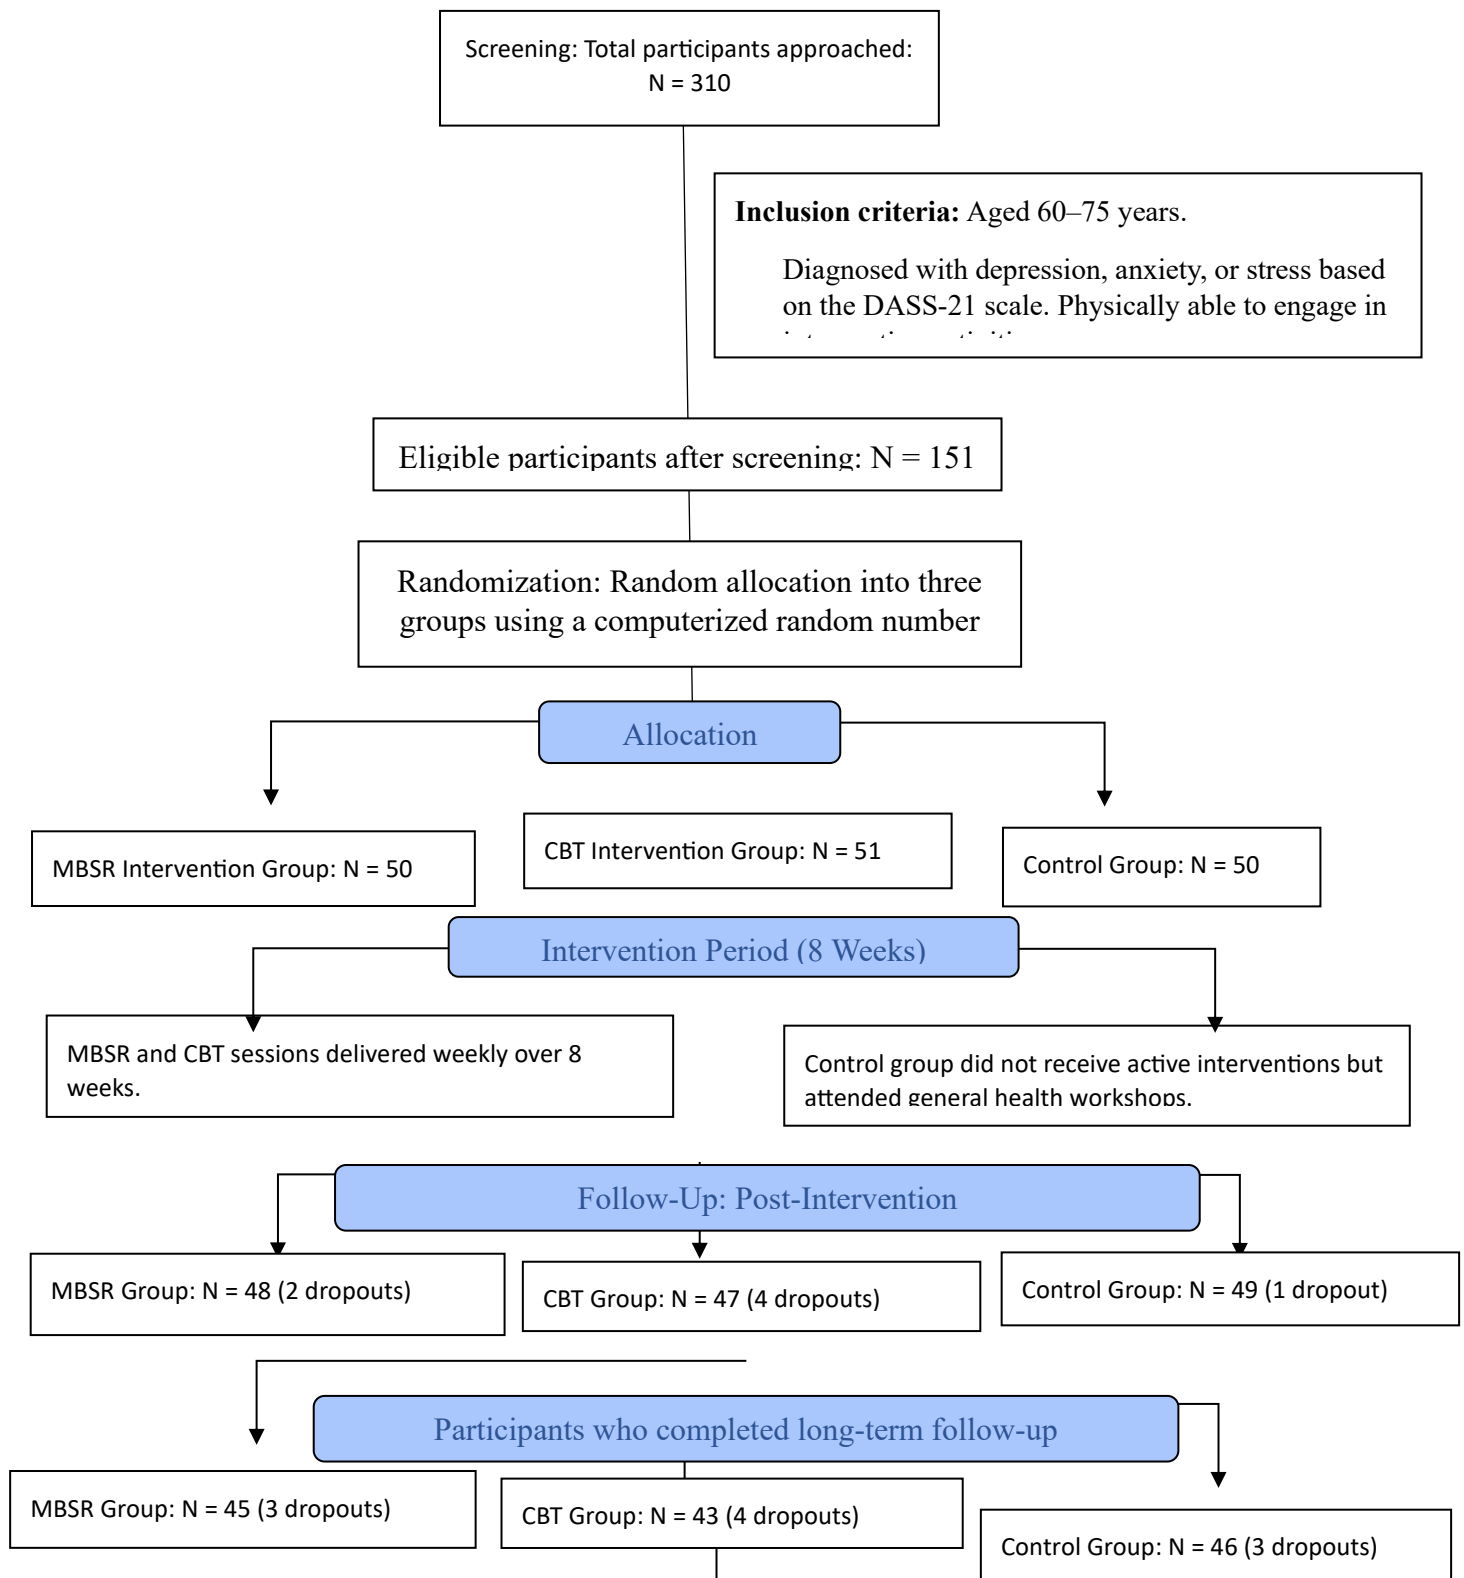 Screening: Total participants approached:
N = 310
Inclusion criteria: Aged 60–75 years.
Diagnosed with depression, anxiety, or stress based
on the DASS-21 scale. Physically able to engage in
Eligible participants after screening: N = 151
Randomization: Random allocation into three
groups using a computerized random number
Allocation
MBSR Intervention Group: N = 50
CBT Intervention Group: N = 51
Control Group: N = 50
Intervention Period (8 Weeks)
MBSR and CBT sessions delivered weekly over 8
weeks.
Control group did not receive active interventions but
attended general health workshops.
Follow-Up: Post-Intervention
MBSR Group: N = 48 (2 dropouts)
CBT Group: N = 47 (4 dropouts)
Control Group: N = 49 (1 dropout)
Participants who completed long-term follow-up
MBSR Group: N = 45 (3 dropouts)
CBT Group: N = 43 (4 dropouts)
Control Group: N = 46 (3 dropouts)